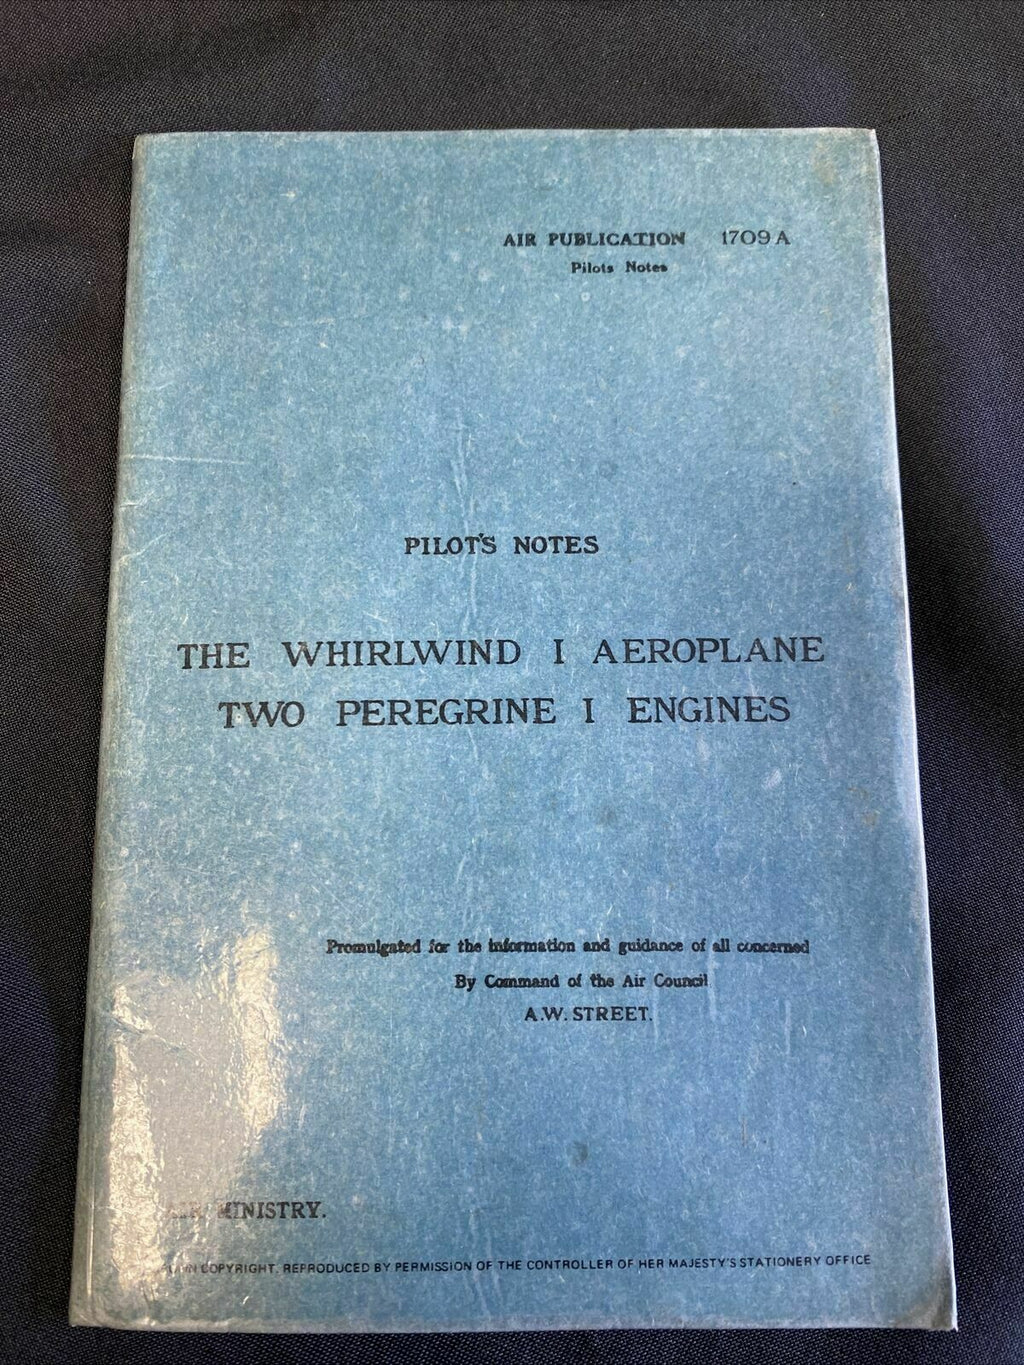 AIR PUBLICATION 1709 A
Pilots Notes
PILOT'S NOTES
THE WHIRLWIND I AEROPLANE
TWO PEREGRINE I ENGINES
Promulgated for the information and guidance of all concerned
By Command of the Air Council
A.W. STREET.
AIR MINISTRY.
COPYRIGHT. REPRODUCED BY PERMISSION OF THE CONTROLLER OF HER MAJESTY'S STATIONERY OFFICE